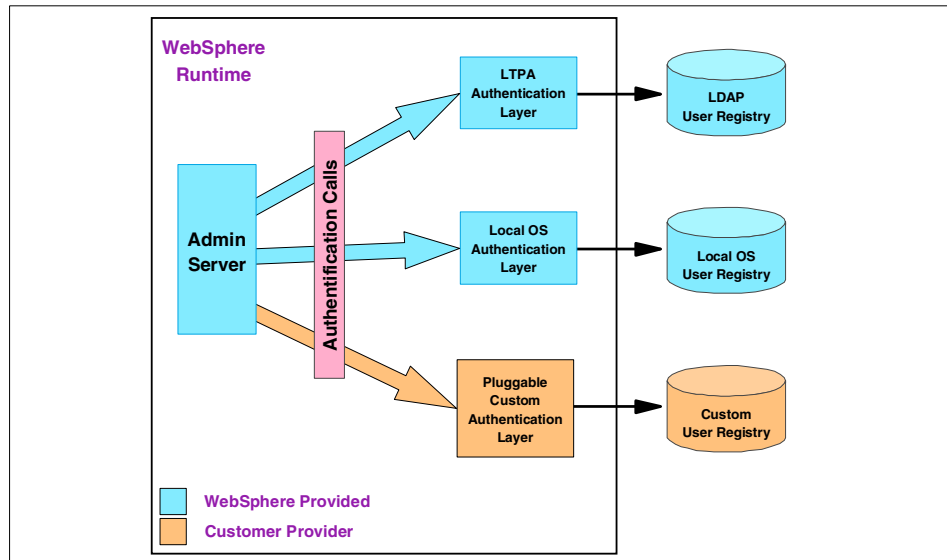 WebSphere
Runtime
LTPA
Authentication
Layer
LDAP
User Registry
Admin
Server
Authentification Calls
Local OS
Authentication
Layer
Local OS
User Registry
Pluggable
Custom
Authentication
Layer
Custom
User Registry
WebSphere Provided
Customer Provider